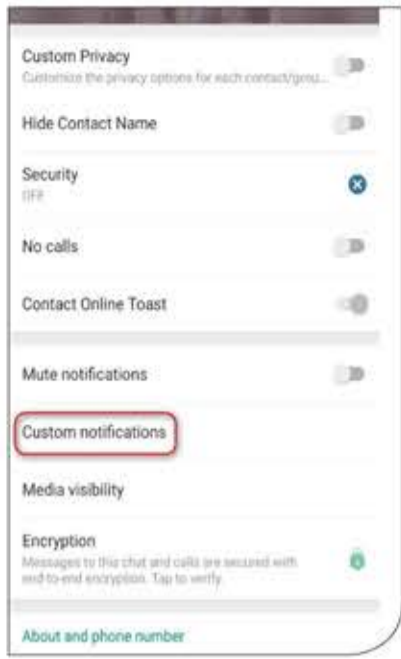 Custom Privacy
Customize the privacy options for each contact/grou...
Hide Contact Name
Security
OFF
No calls
Contact Online Toast
Mute notifications
Custom notifications
Media visibility
Encryption
Messages to this chat and calls are secured with
end-to-end encryption. Tap to verify.
About and phone number